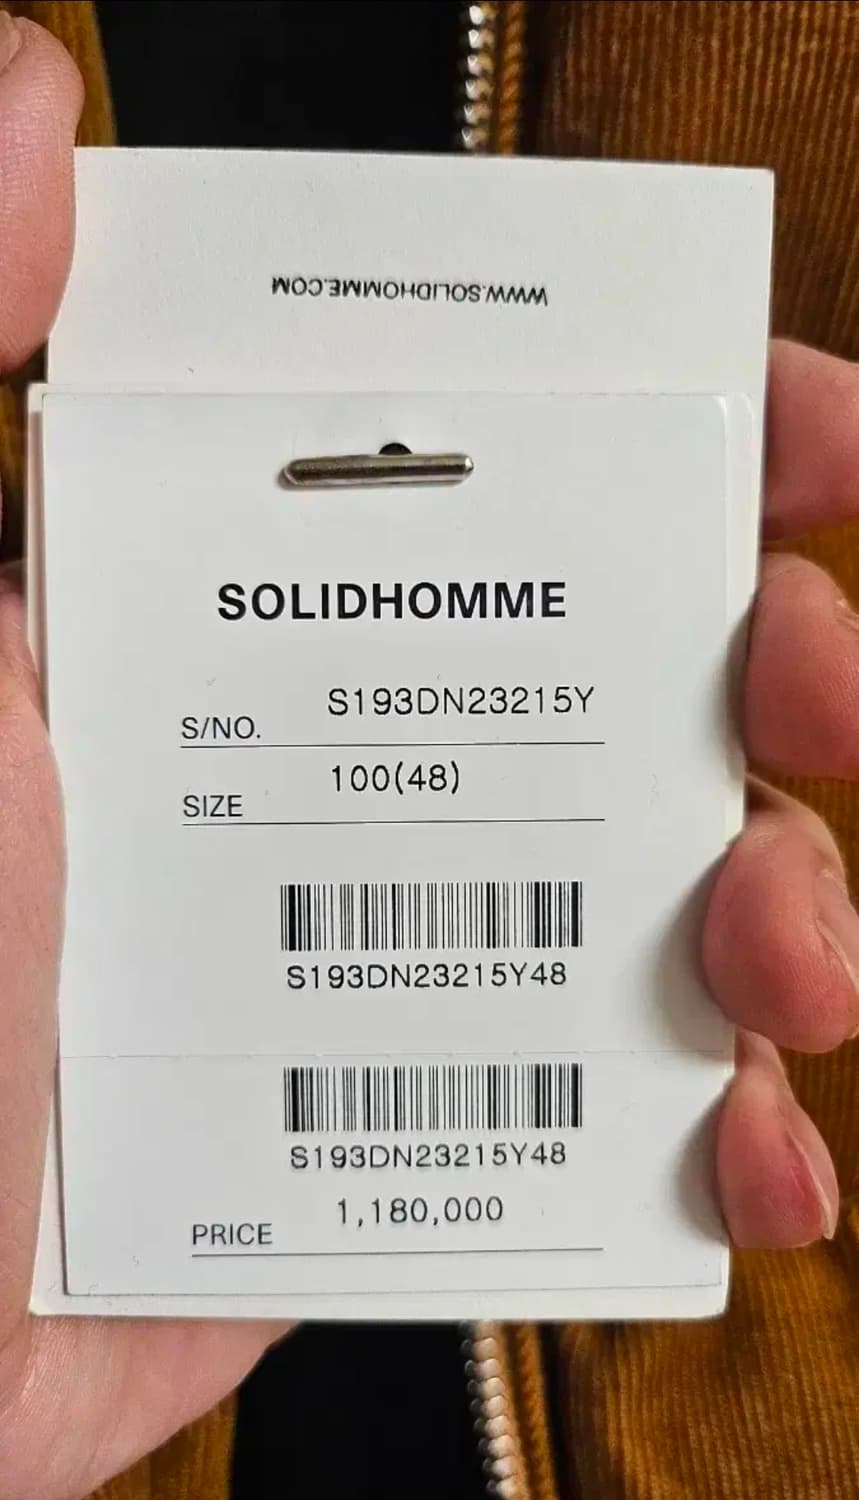 WWW.SOLIDHOMME.COM
SOLIDHOMME
S/NO. S193DN23215Y
SIZE 100(48)
S193DN23215Y48
S193DN23215Y48
PRICE 1,180,000